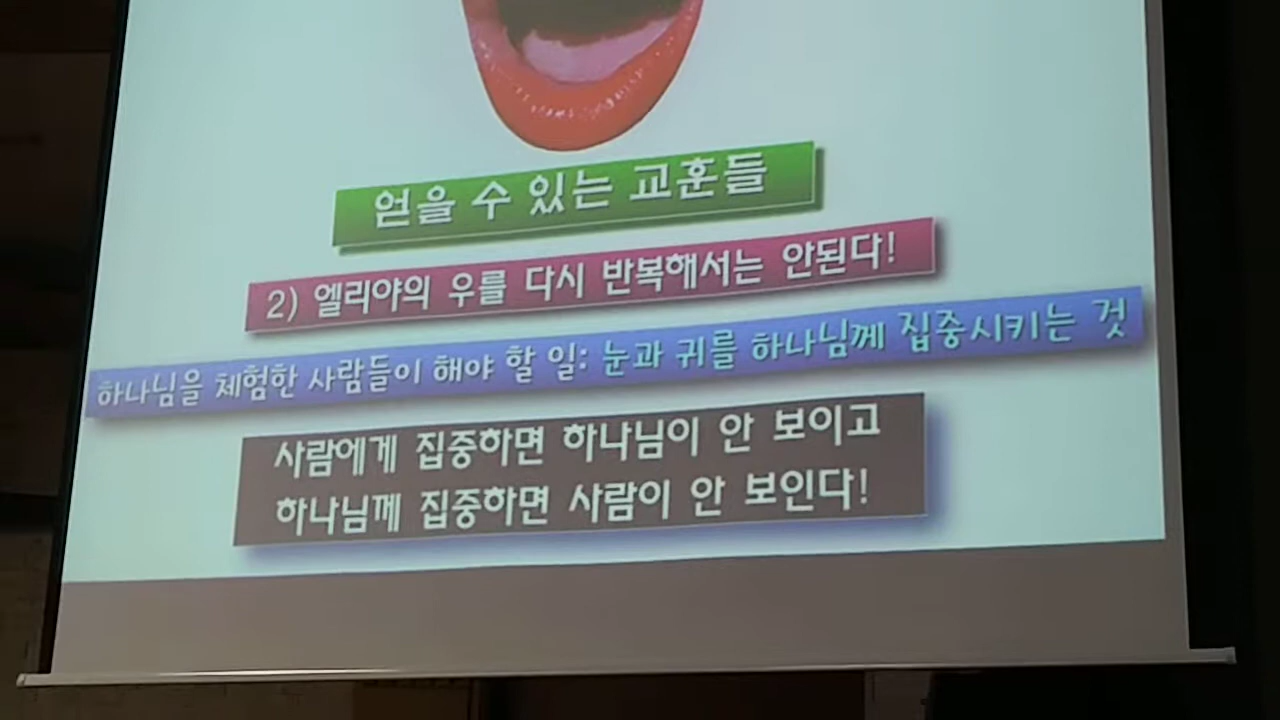 얻을 수 있는 교훈들
2) 엘리야의 우를 다시 반복해서는 안된다!
하나님을 체험한 사람들이 해야 할 일: 눈과 귀를 하나님께 집중시키는 것
사람에게 집중하면 하나님이 안 보이고
하나님께 집중하면 사람이 안 보인다!